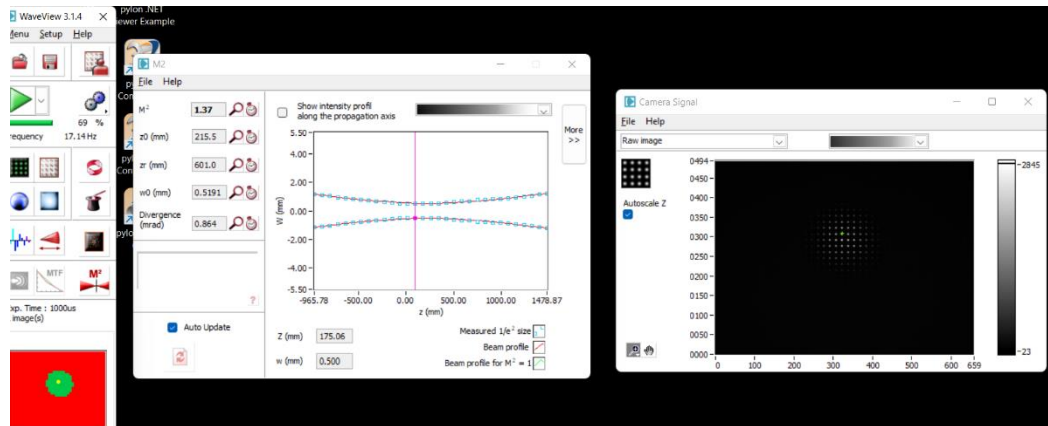 WaveView 3.1.4
Menu Setup Help
69 %
requency 17.14 Hz
MTF
M²
xp. Time : 1000us
image(s)
pylon .NET
ewer Example
M2
File Help
M² 1.37
z0 (mm) 215.5
zr (mm) 601.0
w0 (mm) 0.5191
Divergence
(mrad) 0.864
?
Auto Update
Show intensity profil
along the propagation axis
More
>>
5.50
4.00
2.00
0.00
-2.00
-4.00
-5.50
W (mm)
-965.78 -500.00 0.00 500.00 1000.00 1478.87
z (mm)
Z (mm) 175.06
w (mm) 0.500
Measured 1/e² size
Beam profile
Beam profile for M² = 1
Camera Signal
File Help
Raw image
Autoscale Z
0494
0450
0400
0350
0300
0250
0200
0150
0100
0050
0000
0 100 200 300 400 500 600 659
2845
23